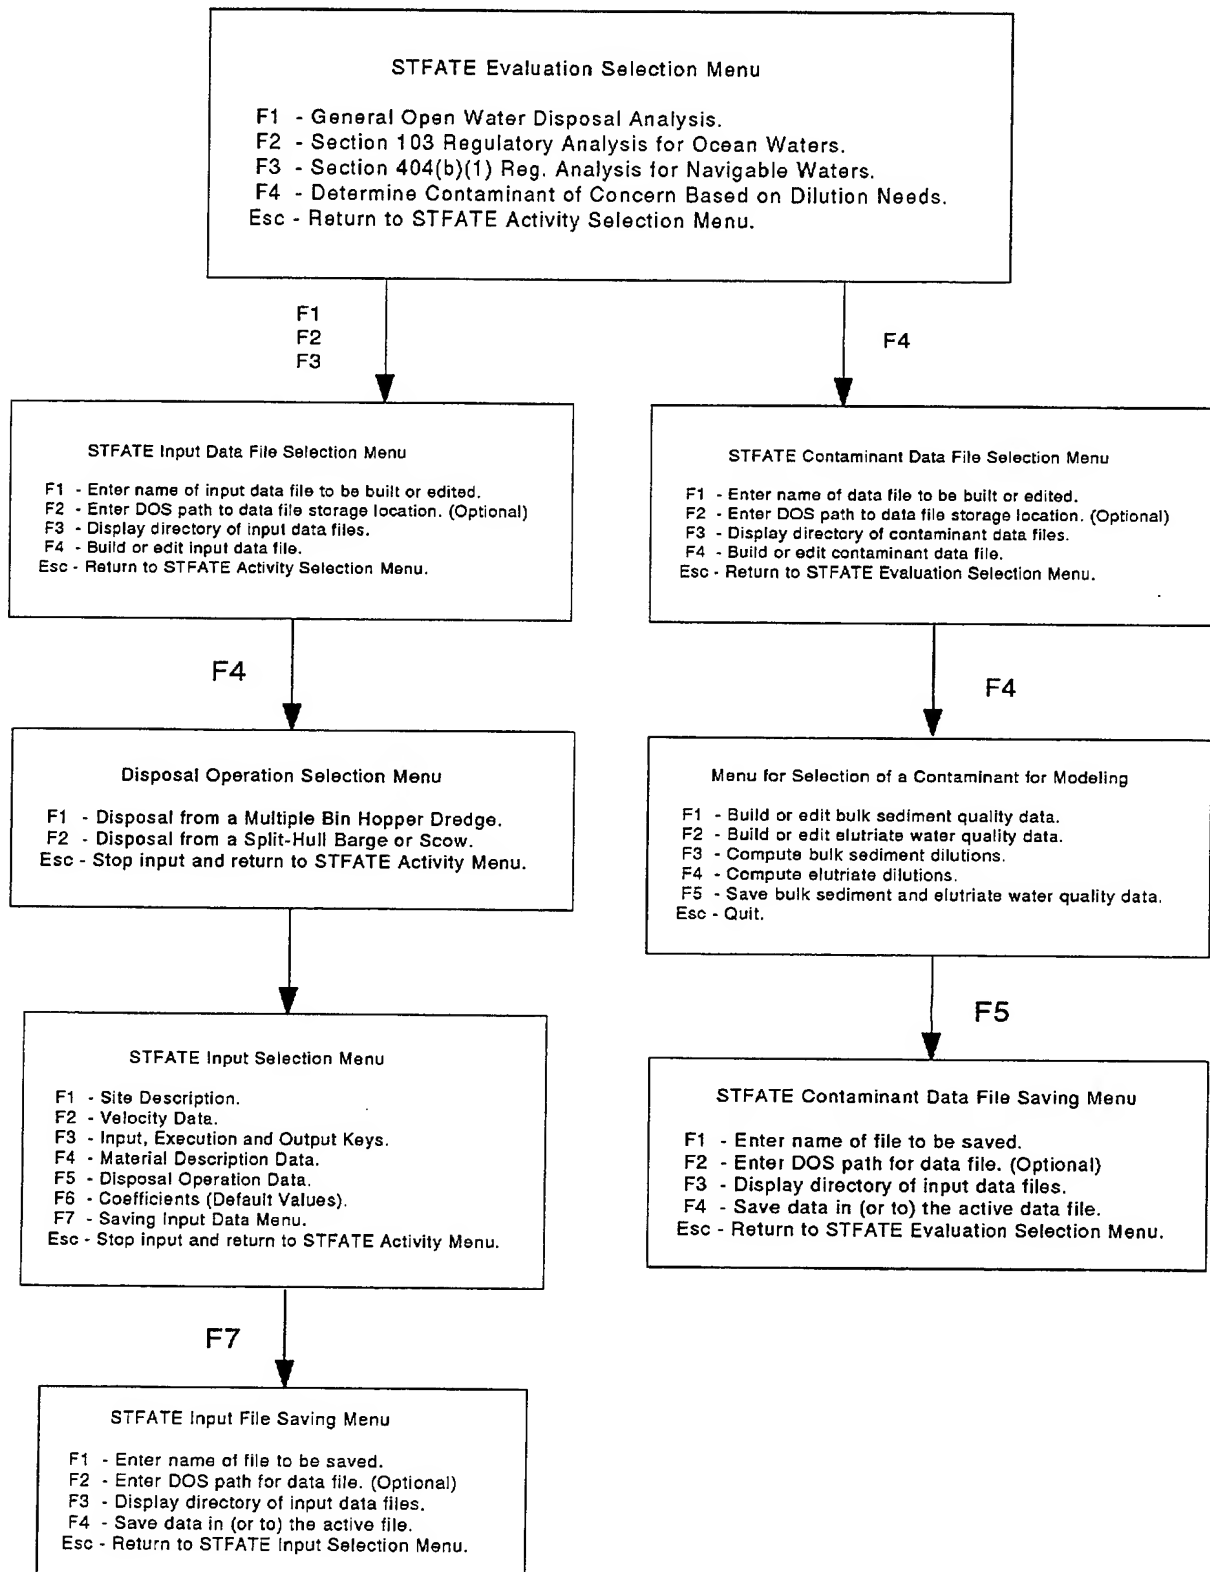 STFATE Evaluation Selection Menu
F1 - General Open Water Disposal Analysis.
F2 - Section 103 Regulatory Analysis for Ocean Waters.
F3 - Section 404(b)(1) Reg. Analysis for Navigable Waters.
F4 - Determine Contaminant of Concern Based on Dilution Needs.
Esc - Return to STFATE Activity Selection Menu.
F1
F2
F3
F4
STFATE Input Data File Selection Menu
F1 - Enter name of input data file to be built or edited.
F2 - Enter DOS path to data file storage location. (Optional)
F3 - Display directory of input data files.
F4 - Build or edit input data file.
Esc - Return to STFATE Activity Selection Menu.
STFATE Contaminant Data File Selection Menu
F1 - Enter name of data file to be built or edited.
F2 - Enter DOS path to data file storage location. (Optional)
F3 - Display directory of contaminant data files.
F4 - Build or edit contaminant data file.
Esc - Return to STFATE Evaluation Selection Menu.
F4
F4
Disposal Operation Selection Menu
F1 - Disposal from a Multiple Bin Hopper Dredge.
F2 - Disposal from a Split-Hull Barge or Scow.
Esc - Stop input and return to STFATE Activity Menu.
Menu for Selection of a Contaminant for Modeling
F1 - Build or edit bulk sediment quality data.
F2 - Build or edit elutriate water quality data.
F3 - Compute bulk sediment dilutions.
F4 - Compute elutriate dilutions.
F5 - Save bulk sediment and elutriate water quality data.
Esc - Quit.
F5
STFATE Input Selection Menu
F1 - Site Description.
F2 - Velocity Data.
F3 - Input, Execution and Output Keys.
F4 - Material Description Data.
F5 - Disposal Operation Data.
F6 - Coefficients (Default Values).
F7 - Saving Input Data Menu.
Esc - Stop input and return to STFATE Activity Menu.
STFATE Contaminant Data File Saving Menu
F1 - Enter name of file to be saved.
F2 - Enter DOS path for data file. (Optional)
F3 - Display directory of input data files.
F4 - Save data in (or to) the active data file.
Esc - Return to STFATE Evaluation Selection Menu.
F7
STFATE Input File Saving Menu
F1 - Enter name of file to be saved.
F2 - Enter DOS path for data file. (Optional)
F3 - Display directory of input data files.
F4 - Save data in (or to) the active file.
Esc - Return to STFATE Input Selection Menu.